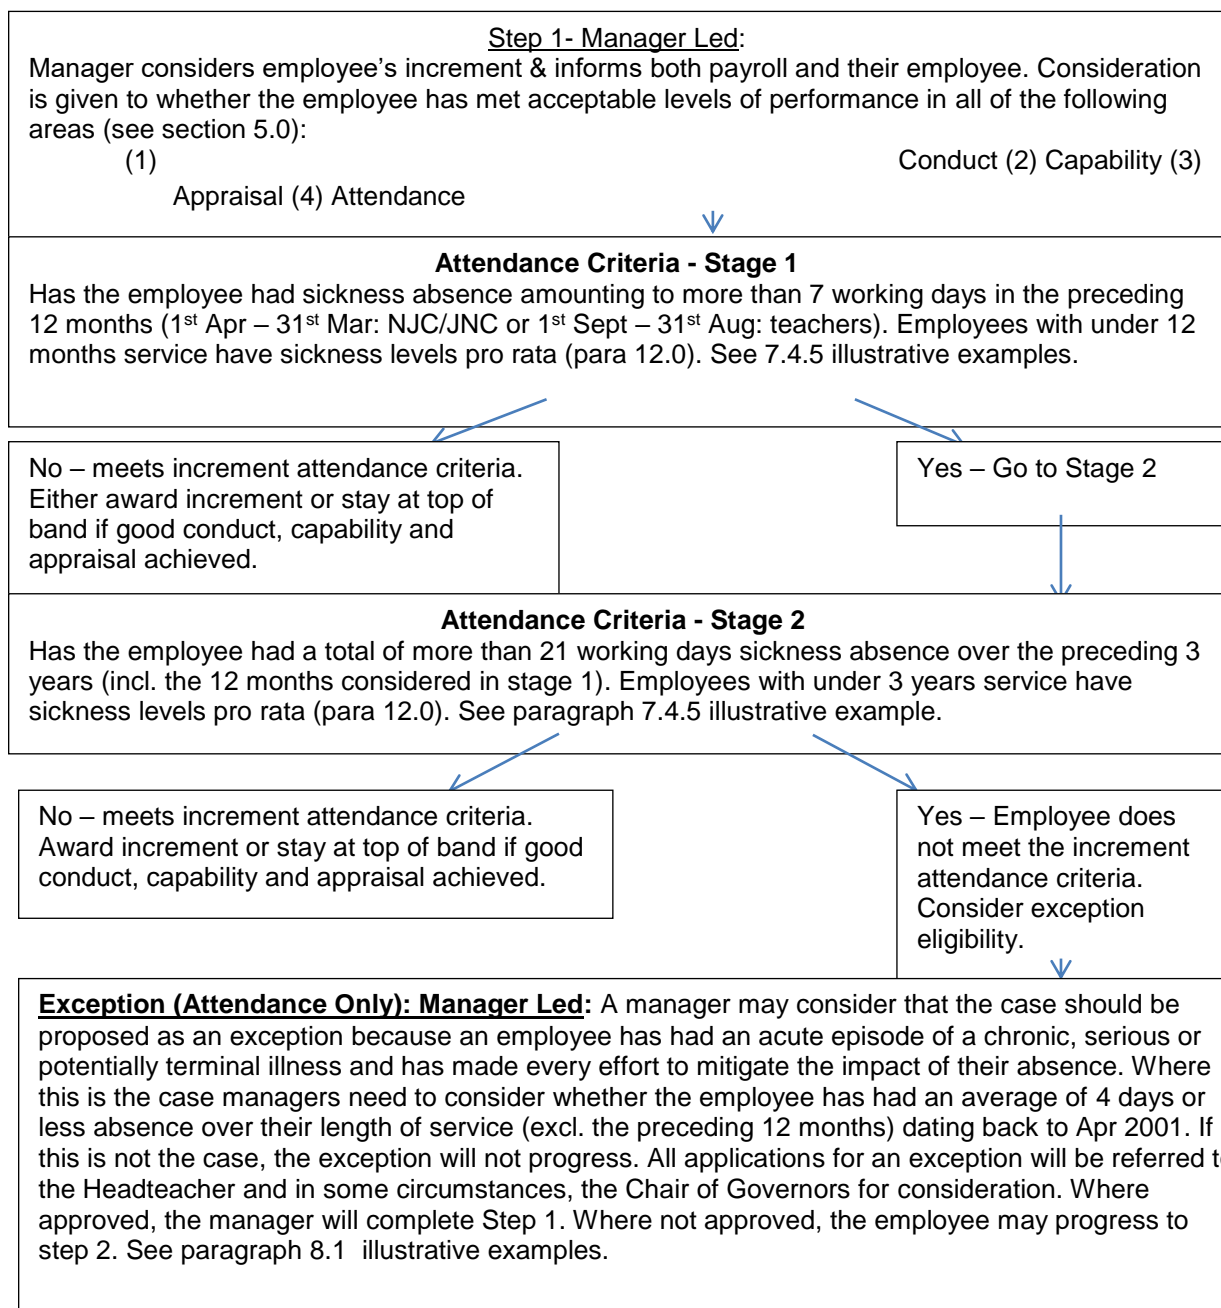 Step 1- Manager Led:
Manager considers employee’s increment & informs both payroll and their employee. Consideration
is given to whether the employee has met acceptable levels of performance in all of the following
areas (see section 5.0):
(1) Conduct (2) Capability (3)
Appraisal (4) Attendance
Attendance Criteria - Stage 1
Has the employee had sickness absence amounting to more than 7 working days in the preceding
12 months (1st Apr – 31st Mar: NJC/JNC or 1st Sept – 31st Aug: teachers). Employees with under 12
months service have sickness levels pro rata (para 12.0). See 7.4.5 illustrative examples.
No – meets increment attendance criteria.
Either award increment or stay at top of
band if good conduct, capability and
appraisal achieved.
Yes – Go to Stage 2
Attendance Criteria - Stage 2
Has the employee had a total of more than 21 working days sickness absence over the preceding 3
years (incl. the 12 months considered in stage 1). Employees with under 3 years service have
sickness levels pro rata (para 12.0). See paragraph 7.4.5 illustrative example.
No – meets increment attendance criteria.
Award increment or stay at top of band if good
conduct, capability and appraisal achieved.
Yes – Employee does
not meet the increment
attendance criteria.
Consider exception
eligibility.
Exception (Attendance Only): Manager Led: A manager may consider that the case should be
proposed as an exception because an employee has had an acute episode of a chronic, serious or
potentially terminal illness and has made every effort to mitigate the impact of their absence. Where
this is the case managers need to consider whether the employee has had an average of 4 days or
less absence over their length of service (excl. the preceding 12 months) dating back to Apr 2001. If
this is not the case, the exception will not progress. All applications for an exception will be referred t
the Headteacher and in some circumstances, the Chair of Governors for consideration. Where
approved, the manager will complete Step 1. Where not approved, the employee may progress to
step 2. See paragraph 8.1 illustrative examples.